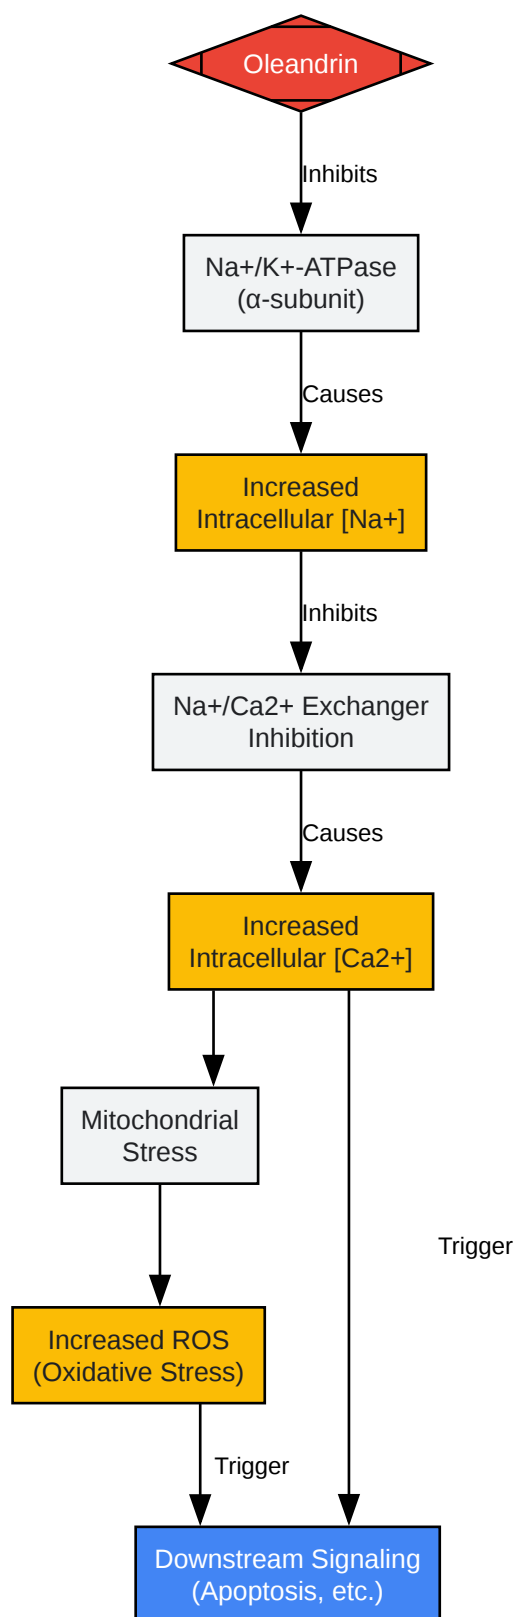 Oleandrin
Inhibits
Na+/K+-ATPase
(α-subunit)
Causes
Increased
Intracellular [Na+]
Inhibits
Na+/Ca2+ Exchanger
Inhibition
Causes
Increased
Intracellular [Ca2+]
Mitochondrial
Stress
Trigger
Increased ROS
(Oxidative Stress)
Trigger
Downstream Signaling
(Apoptosis, etc.)